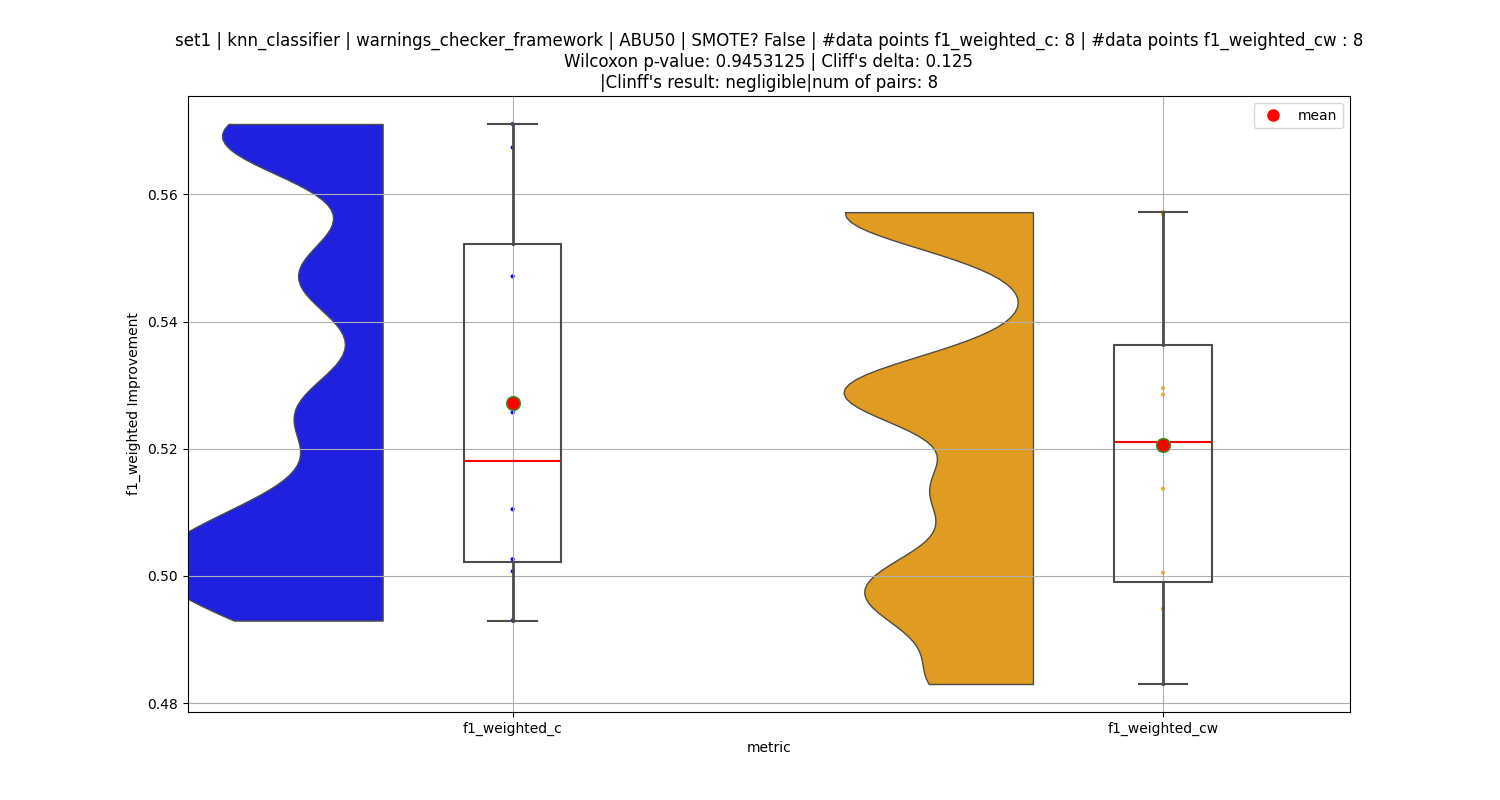 set1 | knn_classifier | warnings_checker_framework | ABU50 | SMOTE? False | #data points f1_weighted_c: 8 | #data points f1_weighted_cw : 8
Wilcoxon p-value: 0.9453125 | Cliff's delta: 0.125
|Clinff's result: negligible|num of pairs: 8
mean
0.56
0.54
0.52
0.50
0.48
f1_weighted Improvement
f1_weighted_c
f1_weighted_cw
metric